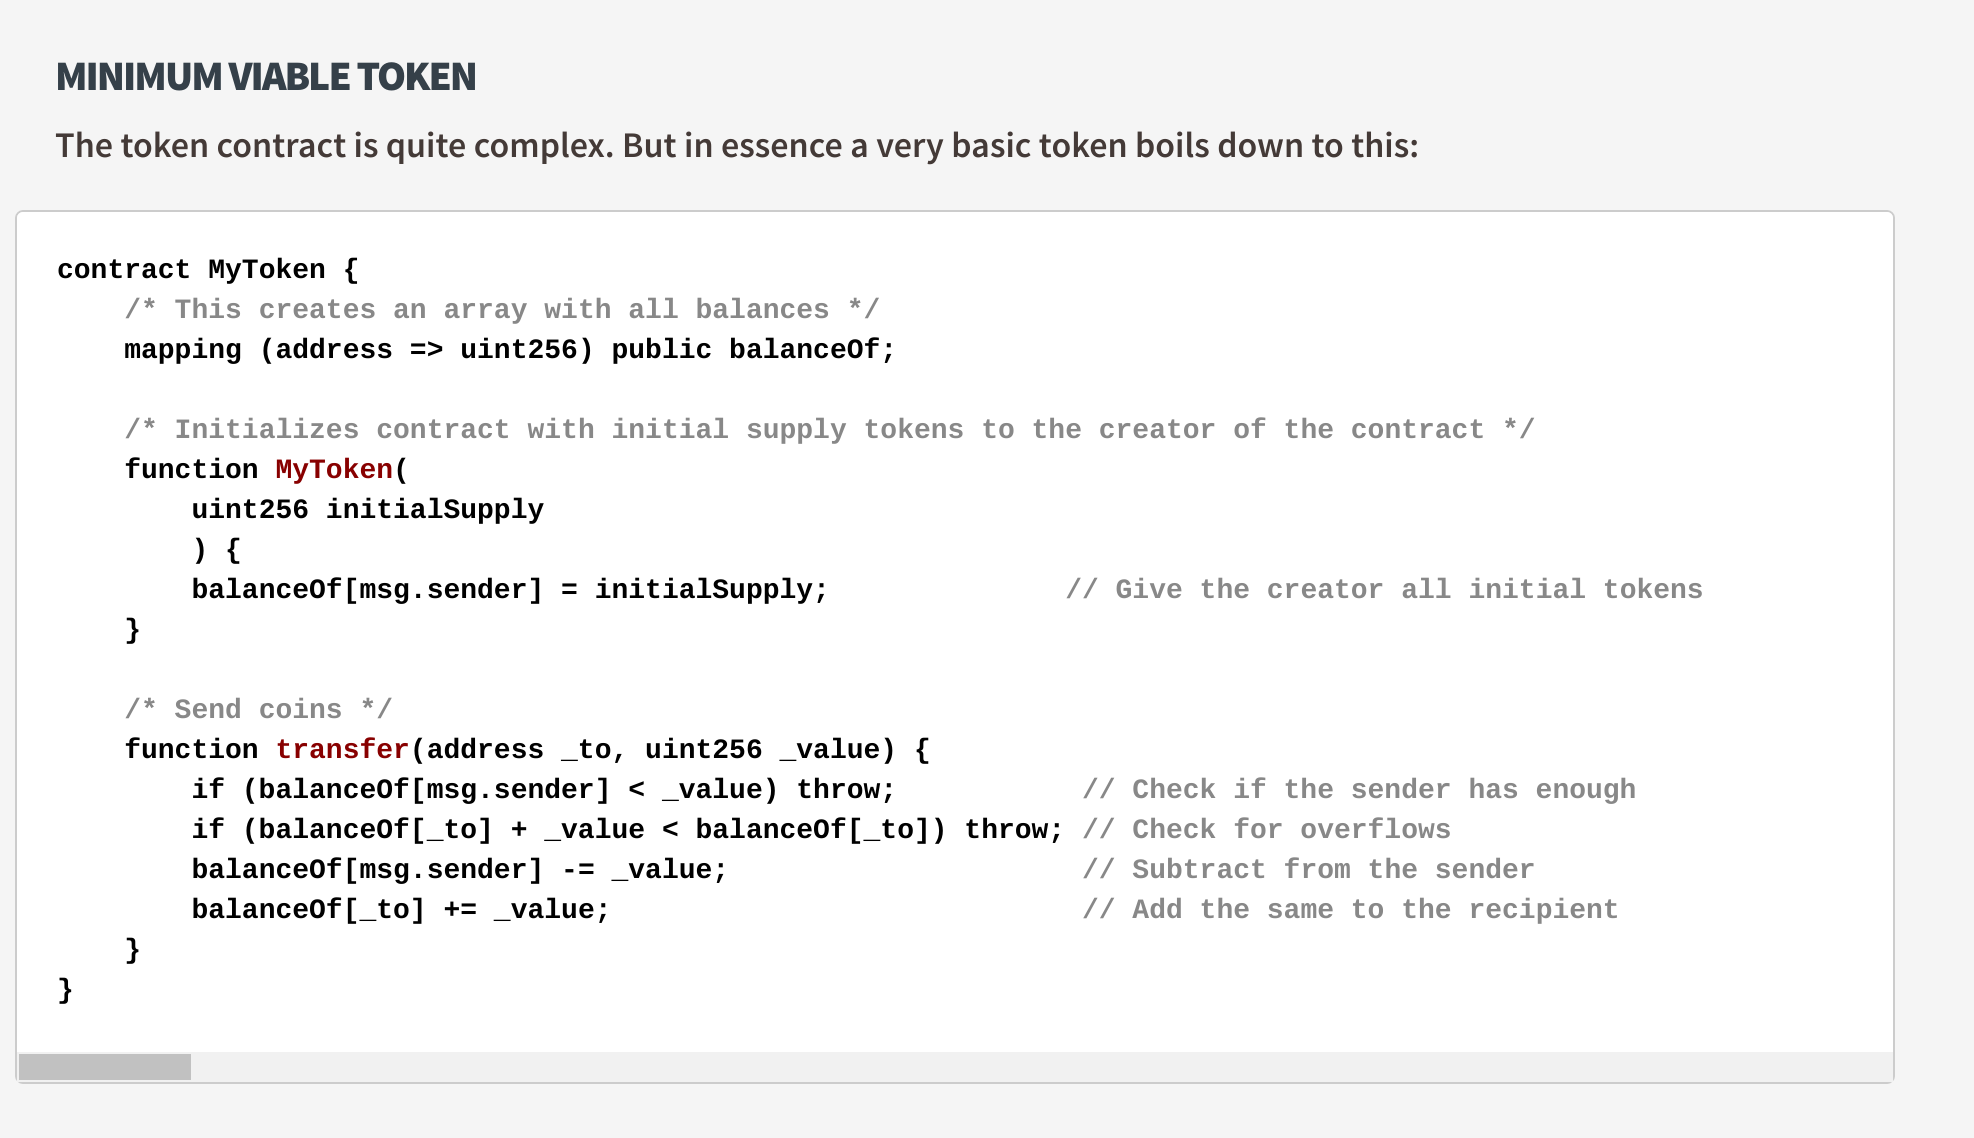 MINIMUM VIABLE TOKEN
The token contract is quite complex. But in essence a very basic token boils down to this:
contract MyToken {
    /* This creates an array with all balances */
    mapping (address => uint256) public balanceOf;

    /* Initializes contract with initial supply tokens to the creator of the contract */
    function MyToken(
        uint256 initialSupply
        ) {
        balanceOf[msg.sender] = initialSupply;              // Give the creator all initial tokens
    }

    /* Send coins */
    function transfer(address _to, uint256 _value) {
        if (balanceOf[msg.sender] < _value) throw;           // Check if the sender has enough
        if (balanceOf[_to] + _value < balanceOf[_to]) throw; // Check for overflows
        balanceOf[msg.sender] -= _value;                     // Subtract from the sender
        balanceOf[_to] += _value;                            // Add the same to the recipient
    }
}